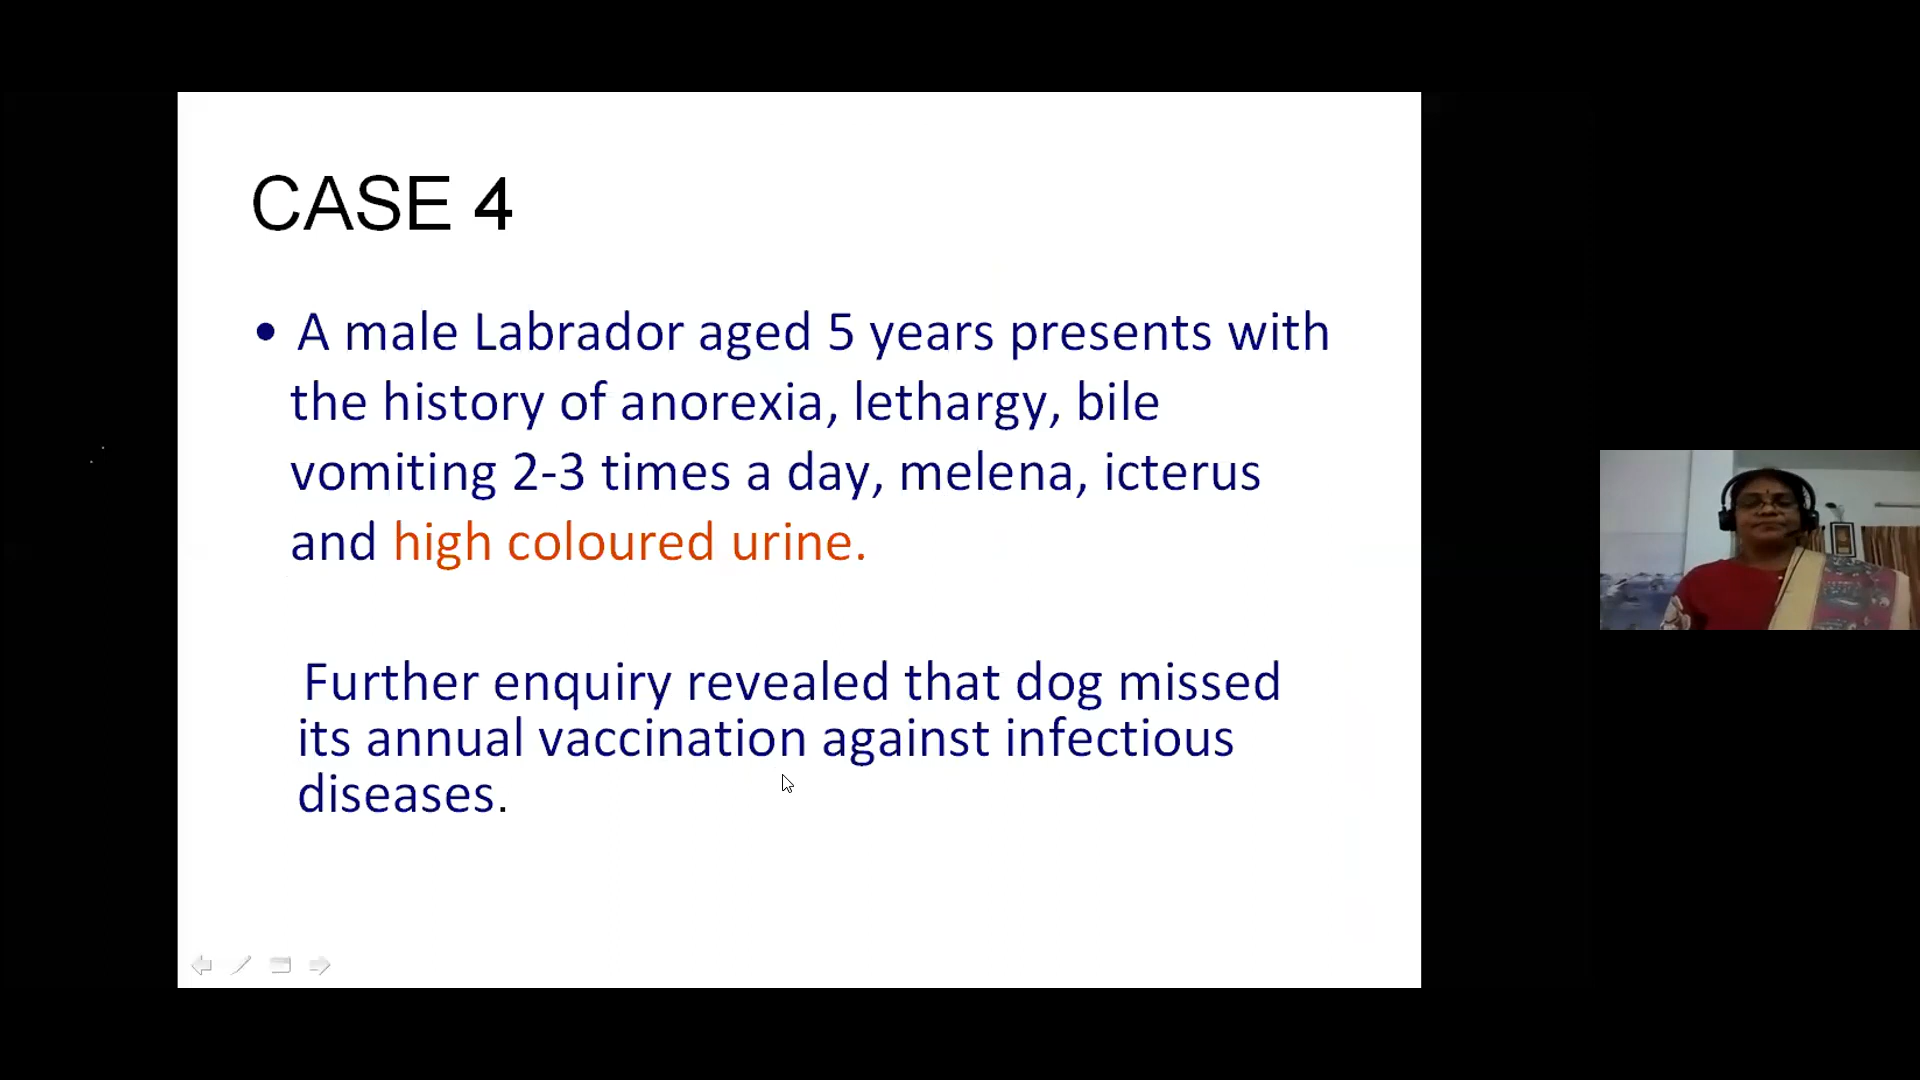 CASE 4
• A male Labrador aged 5 years presents with
the history of anorexia, lethargy, bile
vomiting 2-3 times a day, melena, icterus
and high coloured urine.
Further enquiry revealed that dog missed
its annual vaccination against infectious
diseases.